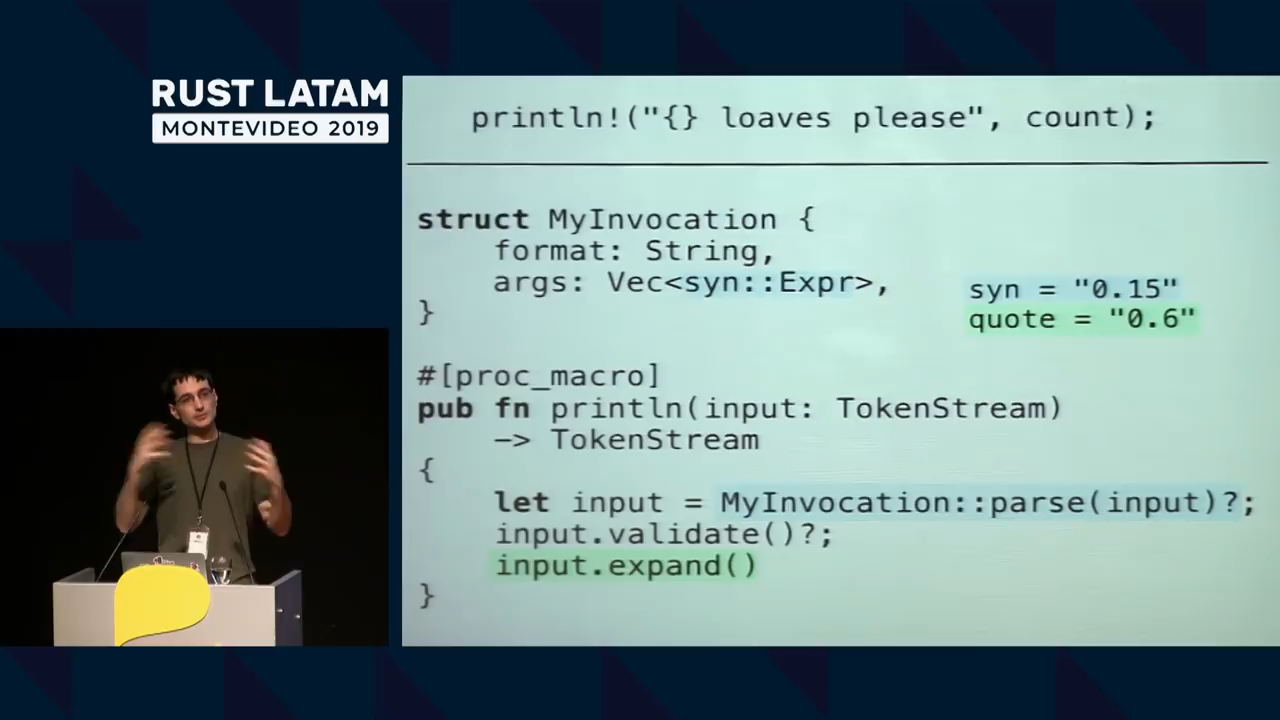 RUST LATAM
MONTEVIDEO 2019
println!("{} loaves please", count);
struct MyInvocation {
    format: String,
    args: Vec<syn::Expr>,
}
syn = "0.15"
quote = "0.6"
#[proc_macro]
pub fn println(input: TokenStream)
    -> TokenStream
{
    let input = MyInvocation::parse(input)?;
    input.validate()?;
    input.expand()
}